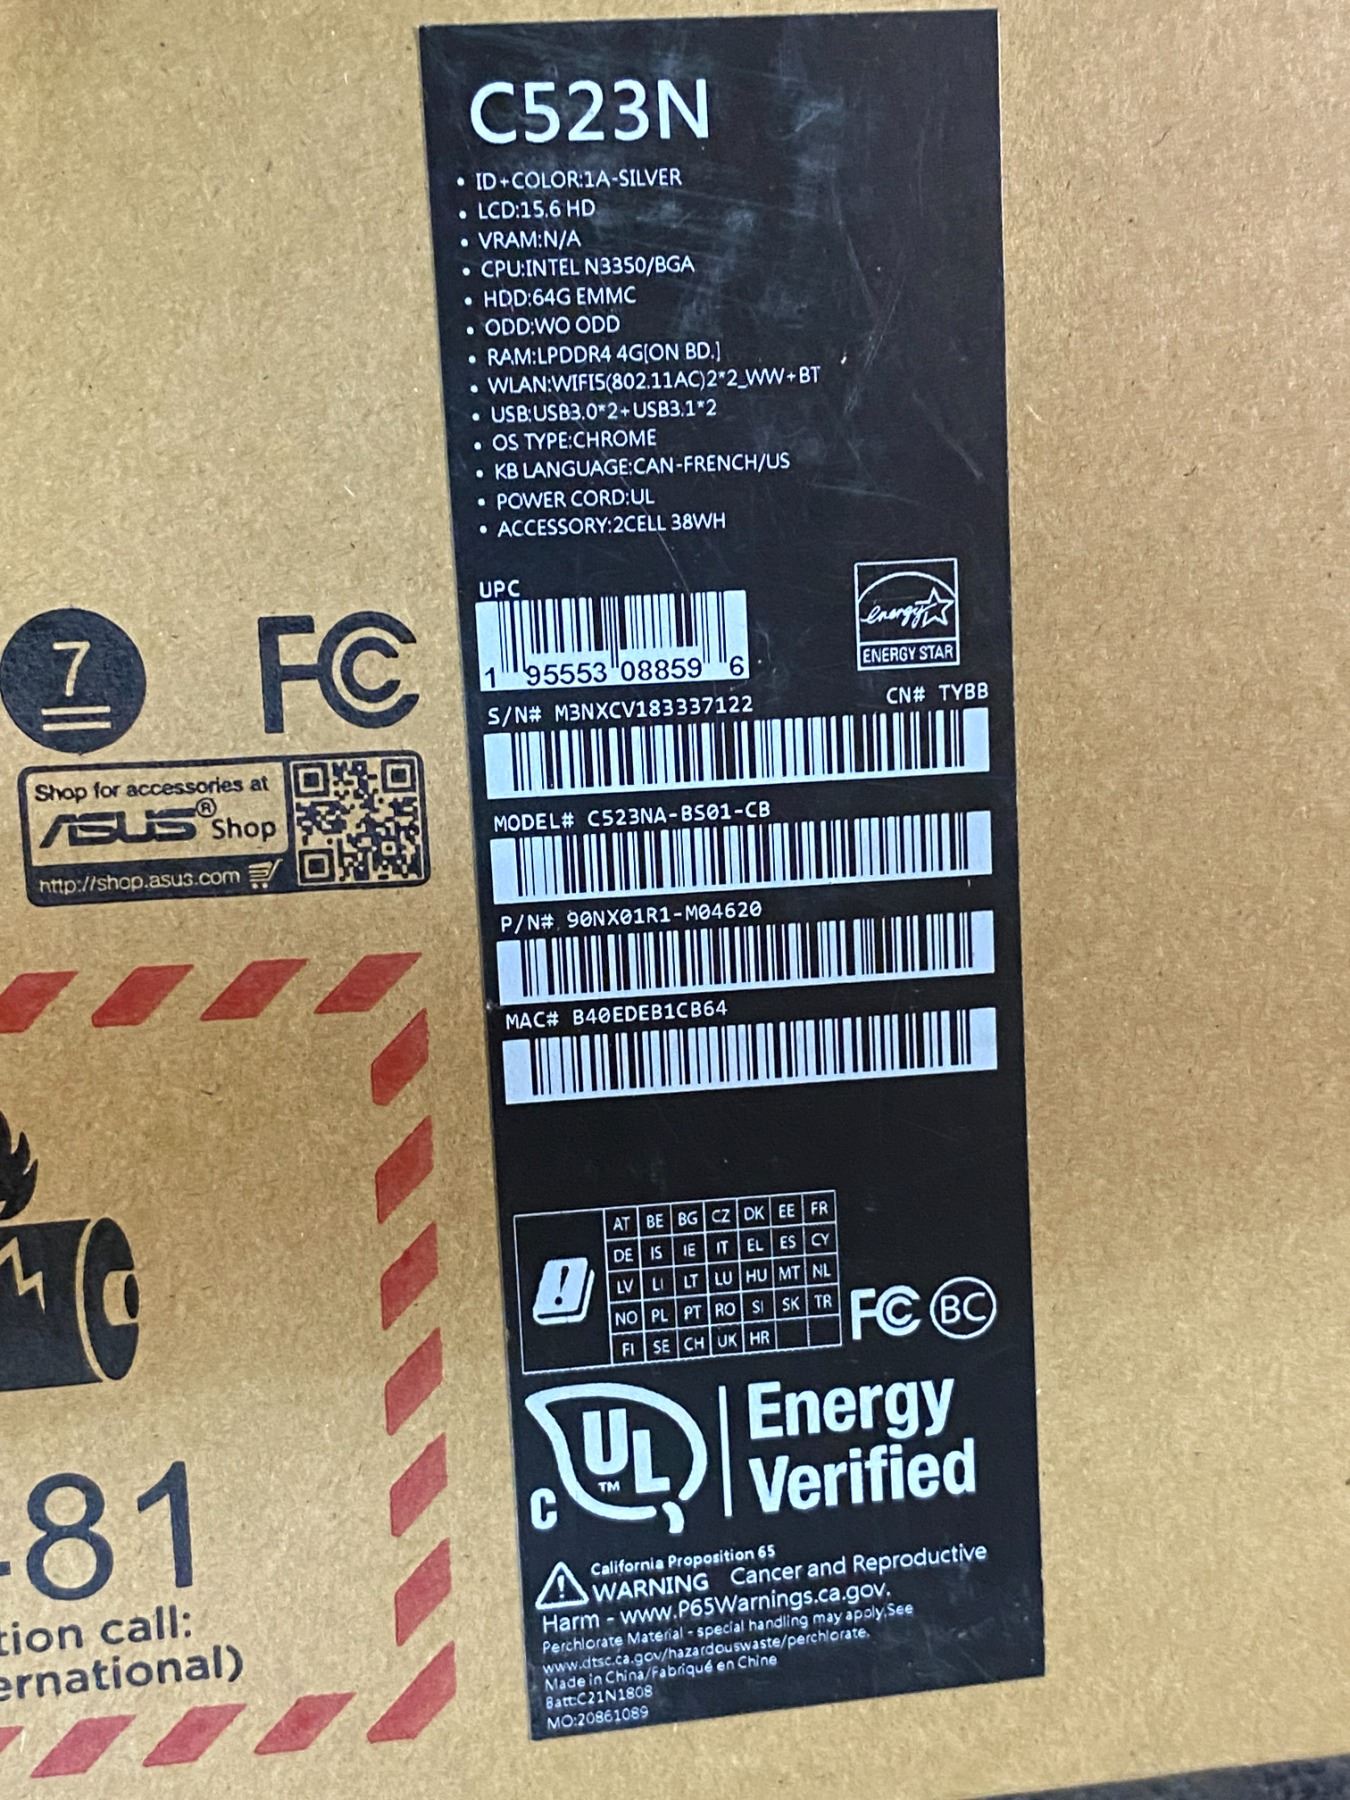 C523N
• ID+COLOR:1A-SILVER
• LCD:15.6 HD
• VRAM:N/A
• CPU:INTEL N3350/BGA
• HDD:64G EMMC
• ODD:WO ODD
• RAM:LPDDR4 4G[ON BD.]
• WLAN:WIFI5(802.11AC)2*2_WW+BT
• USB:USB3.0*2+USB3.1*2
• OS TYPE:CHROME
• KB LANGUAGE:CAN-FRENCH/US
• POWER CORD:UL
• ACCESSORY:2CELL 38WH
UPC
1 95553 08859 6
energy
ENERGY STAR
S/N# M3NXCV183337122
CN# TYBB
MODEL# C523NA-BS01-CB
P/N# 90NX01R1-M04620
MAC# B40EDEB1CB64
AT BE BG CZ DK EE FR
DE IS IE IT EL ES CY
LV LI LT LU HU MT NL
NO PL PT RO SI SK TR
FI SE CH UK HR
FC BC
C UL TM
Energy
Verified
California Proposition 65
WARNING Cancer and Reproductive
Harm - www.P65Warnings.ca.gov.
Perchlorate Material - special handling may apply.See
www.dtsc.ca.gov/hazardouswaste/perchlorate.
Made in China/Fabriqué en Chine
Batt:C21N1808
MO:20861089
7
FC
Shop for accessories at
ASUS® Shop
http://shop.asus.com
-81
tion call:
ernational)